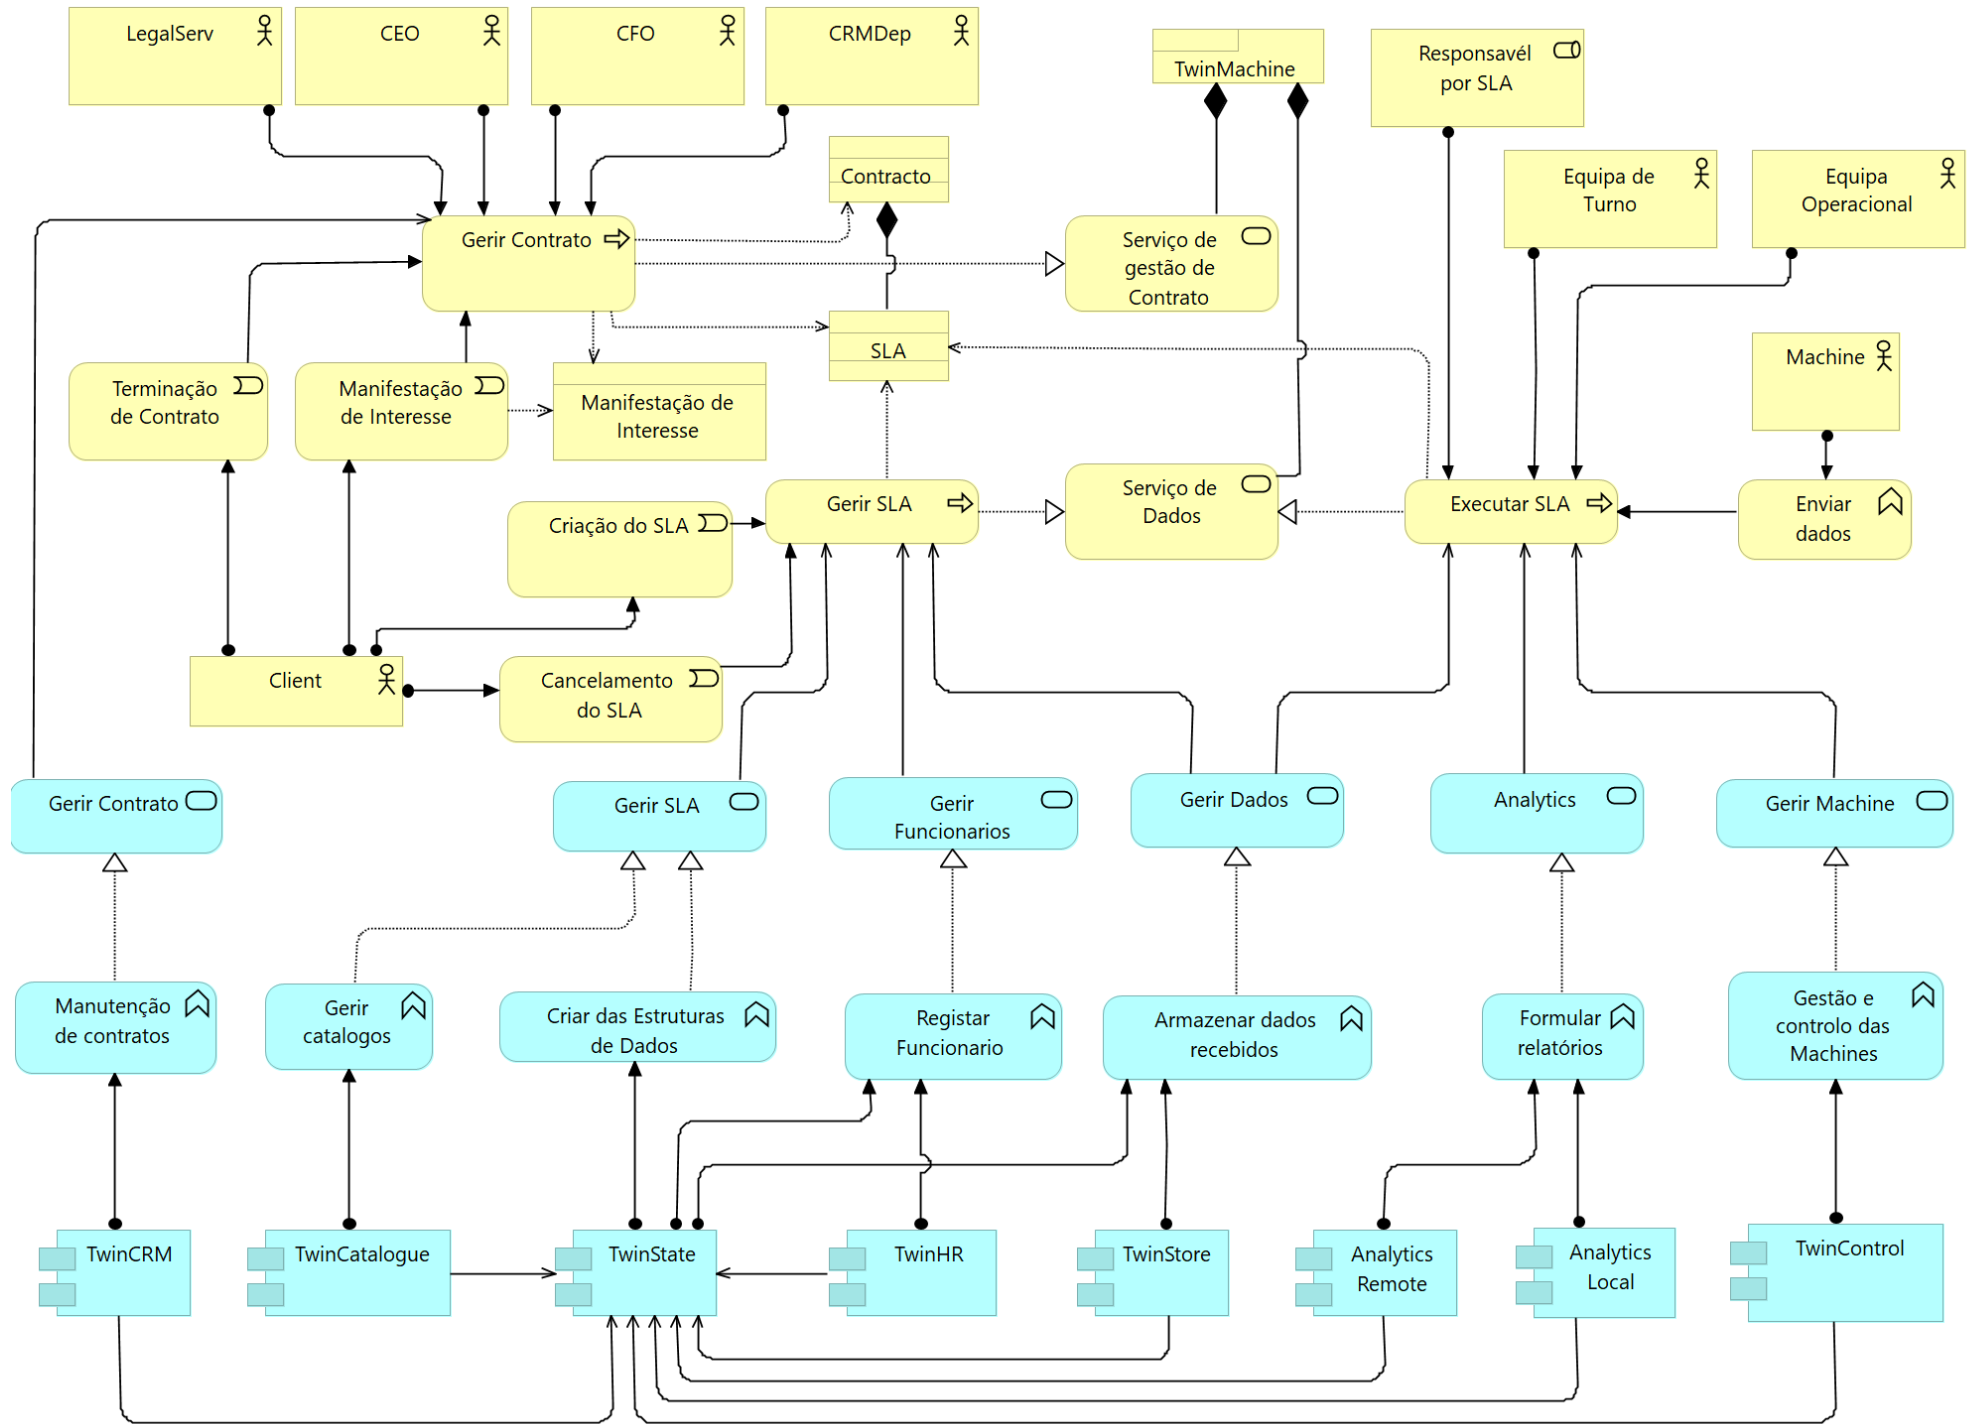 LegalServ
CEO
CFO
CRMDep
TwinMachine
Responsavél
por SLA
Contracto
Equipa de
Turno
Equipa
Operacional
Gerir Contrato
Serviço de
gestão de
Contrato
SLA
Machine
Terminação
de Contrato
Manifestação
de Interesse
Manifestação de
Interesse
Criação do SLA
Gerir SLA
Serviço de
Dados
Executar SLA
Enviar
dados
Client
Cancelamento
do SLA
Gerir Contrato
Gerir SLA
Gerir
Funcionarios
Gerir Dados
Analytics
Gerir Machine
Manutenção
de contratos
Gerir
catalogos
Criar das Estruturas
de Dados
Registar
Funcionario
Armazenar dados
recebidos
Formular
relatórios
Gestão e
controlo das
Machines
TwinCRM
TwinCatalogue
TwinState
TwinHR
TwinStore
Analytics
Remote
Analytics
Local
TwinControl